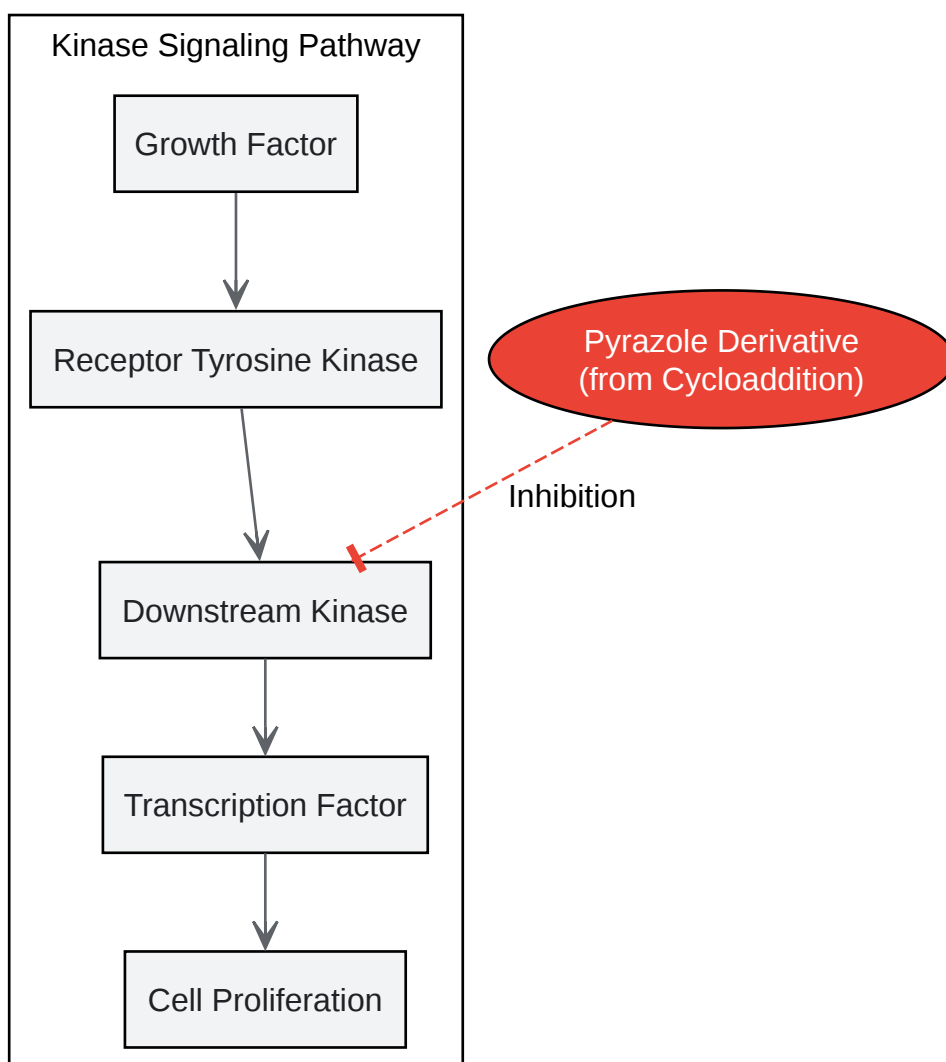 Kinase Signaling Pathway
Growth Factor
Receptor Tyrosine Kinase
Pyrazole Derivative
(from Cycloaddition)
Inhibition
Downstream Kinase
Transcription Factor
Cell Proliferation